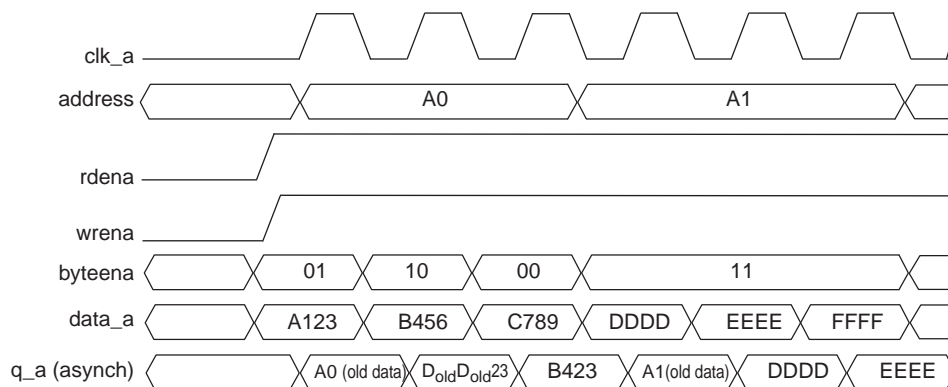 clk_a
address A0 A1
rdena
wrena
byteena 01 10 00 11
data_a A123 B456 C789 DDDD EEEE FFFF
q_a (asynch) A0 (old data) DoldDold23 B423 A1(old data) DDDD EEEE